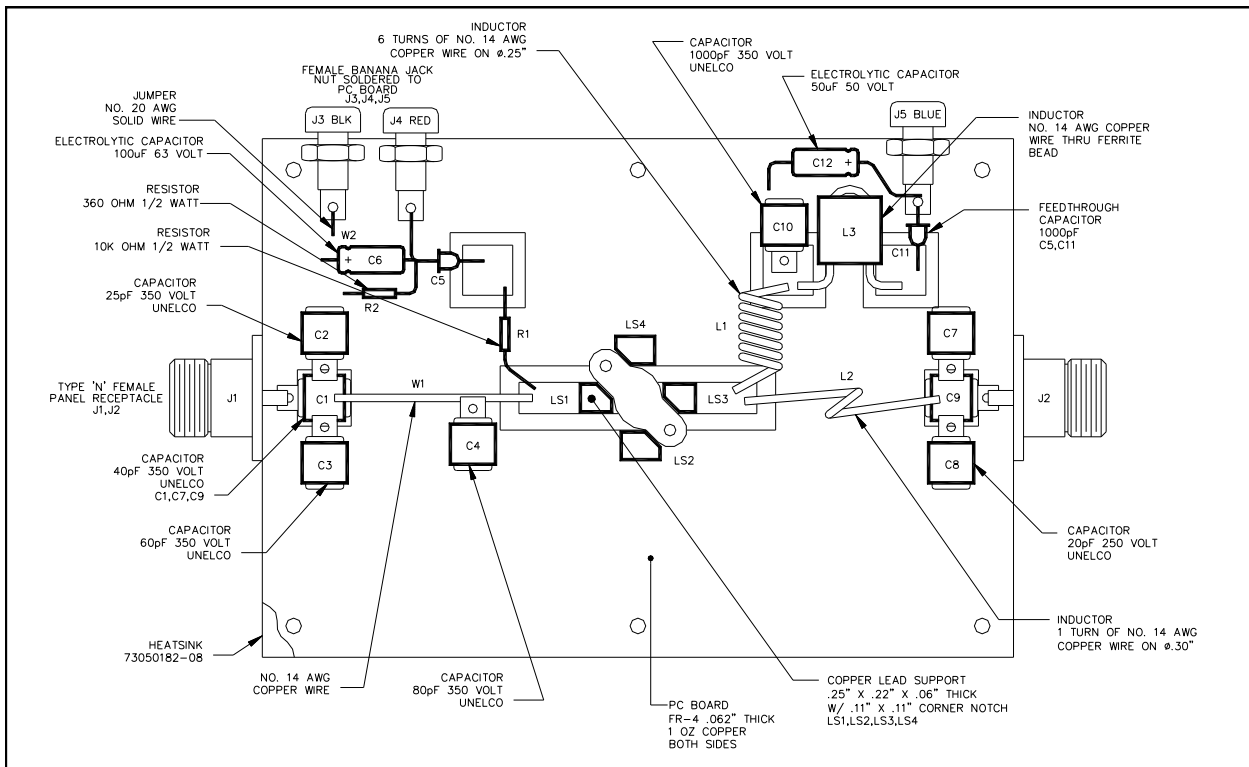 INDUCTOR
6 TURNS OF NO. 14 AWG
COPPER WIRE ON ø.25"
CAPACITOR
1000pF 350 VOLT
UNELCO
ELECTROLYTIC CAPACITOR
50uF 50 VOLT
FEMALE BANANA JACK
NUT SOLDERED TO
PC BOARD
J3,J4,J5
JUMPER
NO. 20 AWG
SOLID WIRE
J3 BLK
J4 RED
J5 BLUE
INDUCTOR
NO. 14 AWG COPPER
WIRE THRU FERRITE
BEAD
ELECTROLYTIC CAPACITOR
100uF 63 VOLT
C12 +
RESISTOR
360 OHM 1/2 WATT
RESISTOR
10K OHM 1/2 WATT
W2
+ C6
C5
R2
C10
L3
C11
FEEDTHROUGH
CAPACITOR
1000pF
C5,C11
CAPACITOR
25pF 350 VOLT
UNELCO
C2
R1
LS4
L1
C7
TYPE 'N' FEMALE
PANEL RECEPTACLE
J1,J2
J1
C1
W1
LS1
LS3
L2
C9
J2
C3
C4
LS2
C8
CAPACITOR
40pF 350 VOLT
UNELCO
C1,C7,C9
CAPACITOR
60pF 350 VOLT
UNELCO
CAPACITOR
20pF 250 VOLT
UNELCO
HEATSINK
73050182-08
NO. 14 AWG
COPPER WIRE
CAPACITOR
80pF 350 VOLT
UNELCO
PC BOARD
FR-4 .062" THICK
1 OZ COPPER
BOTH SIDES
COPPER LEAD SUPPORT
.25" X .22" X .06" THICK
W/ .11" X .11" CORNER NOTCH
LS1,LS2,LS3,LS4
INDUCTOR
1 TURN OF NO. 14 AWG
COPPER WIRE ON ø.30"